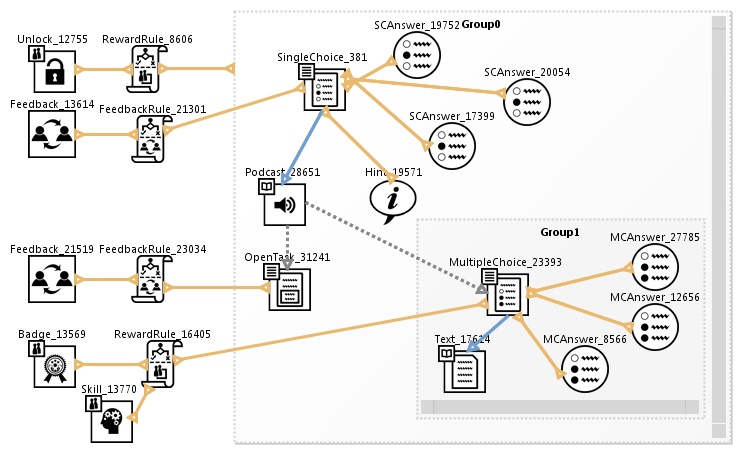 SCAnswer_19752
Group0
Unlock_12755
RewardRule_8606
SingleChoice_381
SCAnswer_20054
Feedback_13614
FeedbackRule_21301
SCAnswer_17399
Podcast_28651
Hint_19571
Group1
MCAnswer_27785
Feedback_21519
FeedbackRule_23034
OpenTask_31241
MultipleChoice_23393
MCAnswer_12656
Badge_13569
RewardRule_16405
Text_17614
MCAnswer_8566
Skill_13770